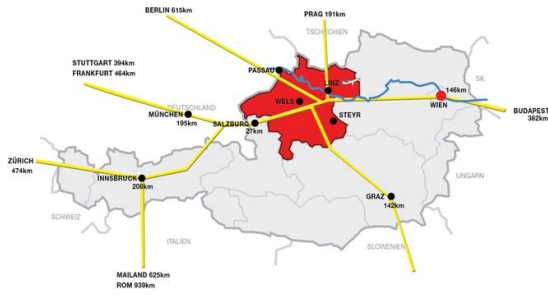 BERLIN 615km
PRAG 191km
TSCHECHIEN
STUTTGART 394km
FRANKFURT 464km
PASSAU
LINZ
SK
146km
WIEN
WELS
DEUTSCHLAND
MÜNCHEN
195km
SALZBURG
27km
STEYR
BUDAPEST
382km
ZÜRICH
474km
INNSBRUCK
208km
UNGARN
GRAZ
142km
SCHWEIZ
ITALIEN
SLOWENIEN
MAILAND 625km
ROM 939km